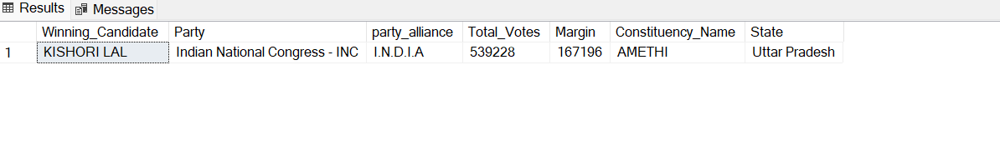 Results Messages
Winning_Candidate Party party_alliance Total_Votes Margin Constituency_Name State
1 KISHORI LAL Indian National Congress - INC I.N.D.I.A 539228 167196 AMETHI Uttar Pradesh